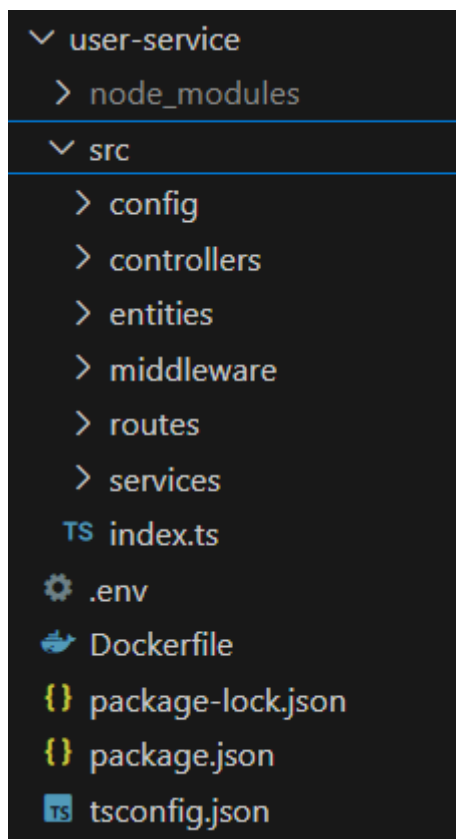 user-service
node_modules
src
config
controllers
entities
middleware
routes
services
TS index.ts
.env
Dockerfile
{} package-lock.json
{} package.json
TS tsconfig.json